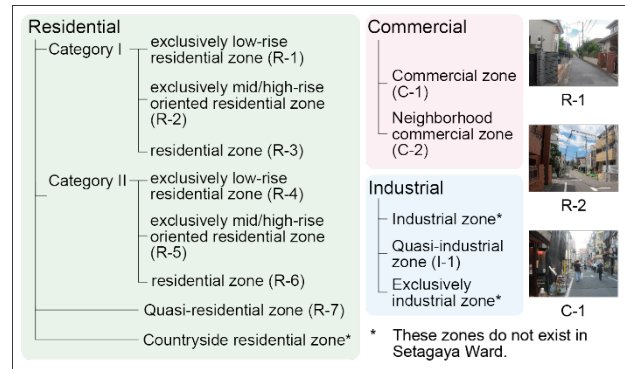 Residential
Category I
exclusively low-rise
residential zone (R-1)
exclusively mid/high-rise
oriented residential zone
(R-2)
residential zone (R-3)
Category II
exclusively low-rise
residential zone (R-4)
exclusively mid/high-rise
oriented residential zone
(R-5)
residential zone (R-6)
Quasi-residential zone (R-7)
Countryside residential zone*
Commercial
Commercial zone
(C-1)
Neighborhood
commercial zone
(C-2)
Industrial
Industrial zone*
Quasi-industrial
zone (I-1)
Exclusively
industrial zone*
* These zones do not exist in
Setagaya Ward.
R-1
R-2
C-1